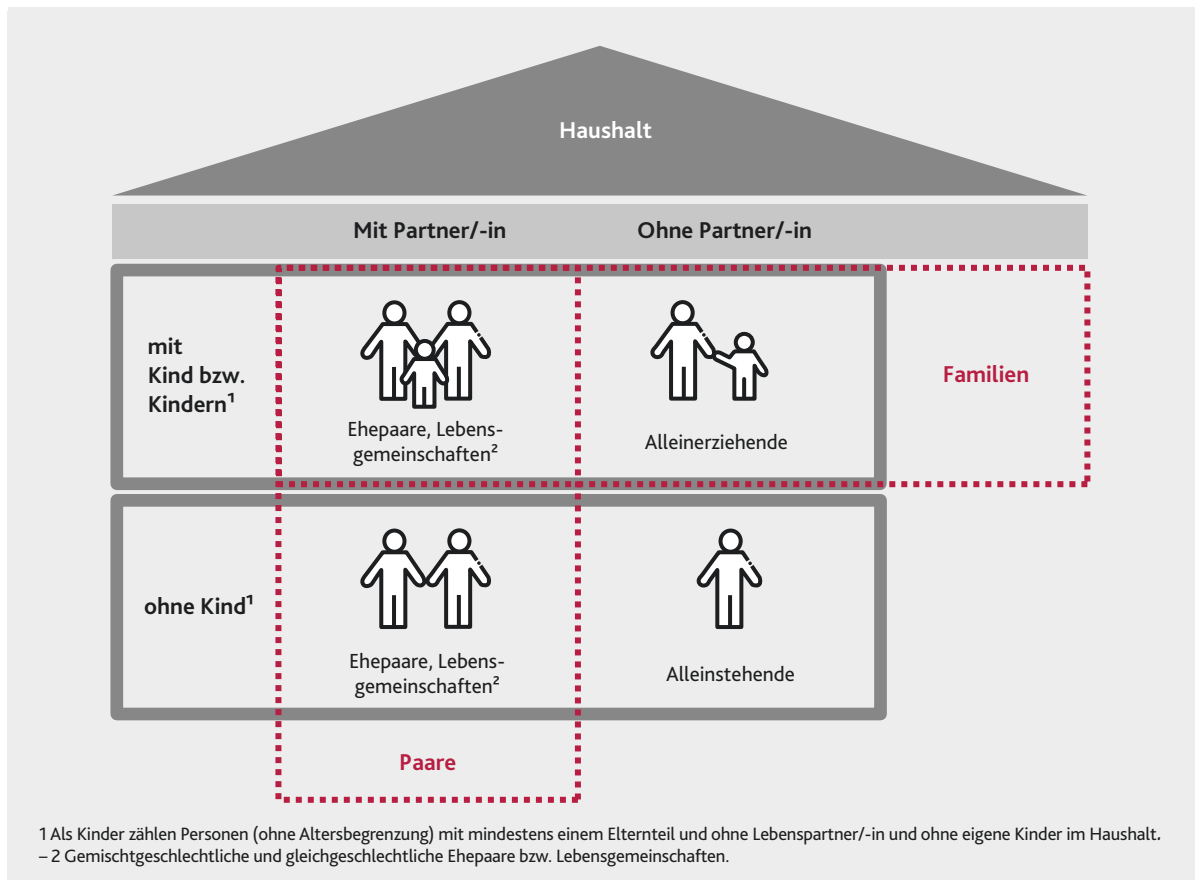 Haushalt
Mit Partner/-in
Ohne Partner/-in
mit
Kind bzw.
Kindern¹
Ehepaare, Lebens-
gemeinschaften²
Alleinerziehende
Familien
ohne Kind¹
Ehepaare, Lebens-
gemeinschaften²
Alleinstehende
Paare
1 Als Kinder zählen Personen (ohne Altersbegrenzung) mit mindestens einem Elternteil und ohne Lebenspartner/-in und ohne eigene Kinder im Haushalt.
– 2 Gemischtgeschlechtliche und gleichgeschlechtliche Ehepaare bzw. Lebensgemeinschaften.